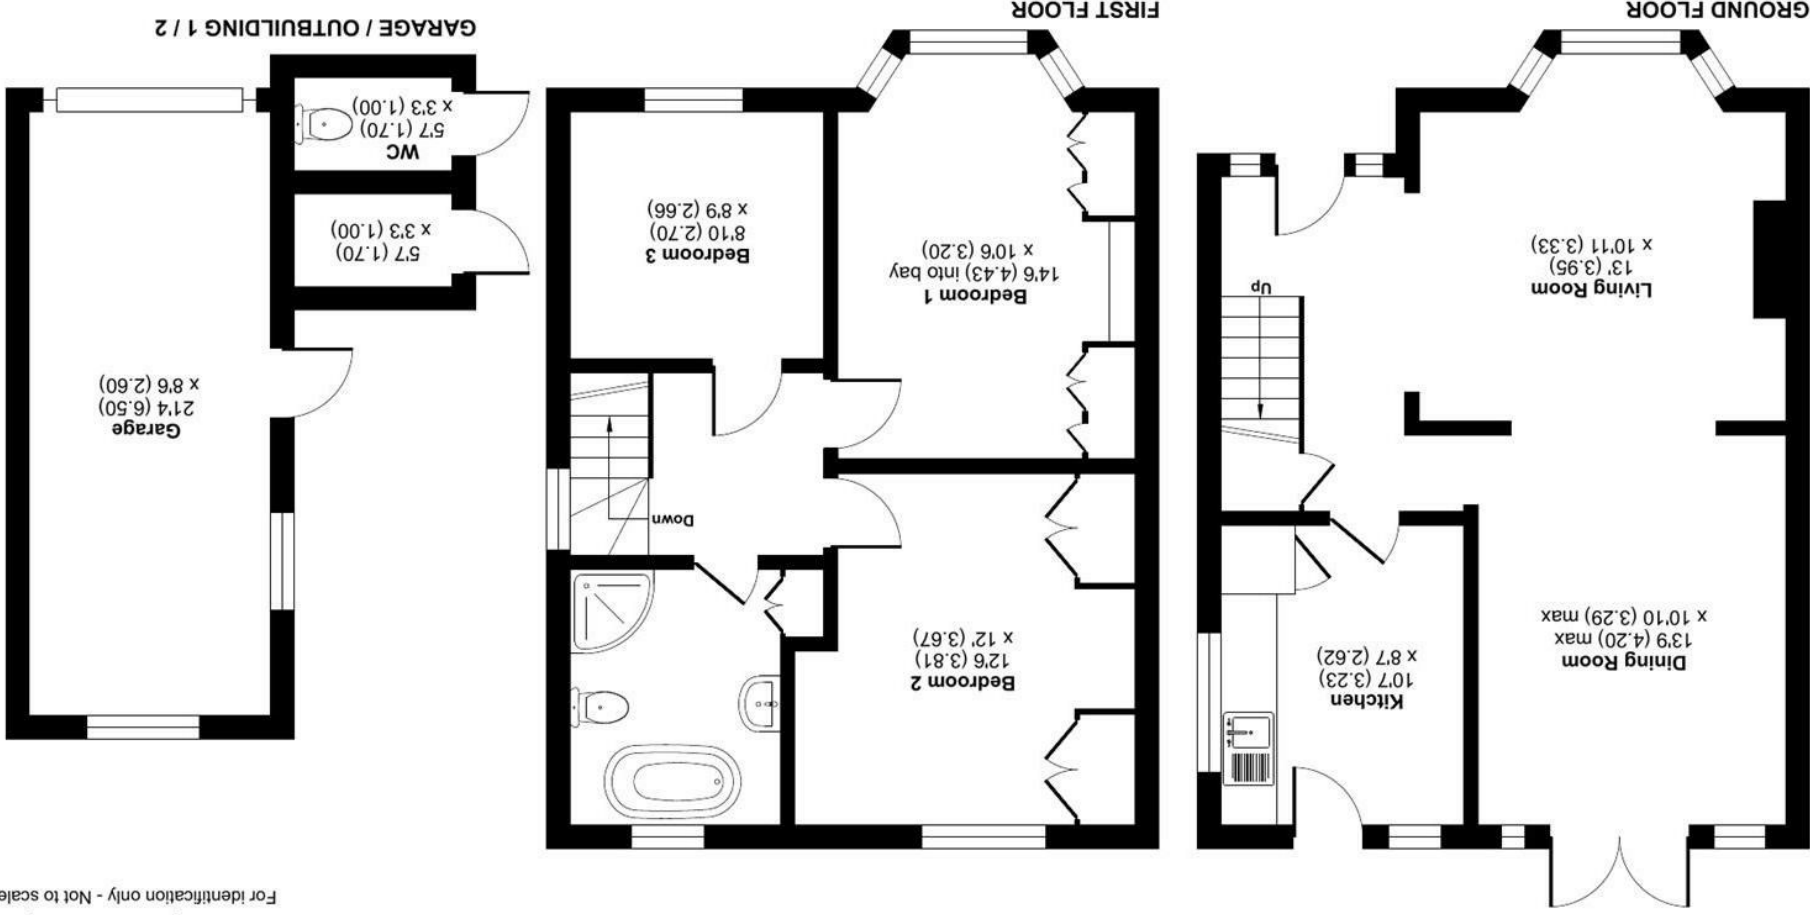 For identification only - Not to scale
Dining Room
13'9 (4.20) max
x 10'10 (3.29) max
Kitchen
10'7 (3.23)
x 8'7 (2.62)
Living Room
13' (3.95)
x 10'11 (3.33)
Up
GROUND FLOOR
Bedroom 2
12'6 (3.81)
x 12' (3.67)
Down
Bedroom 1
14'6 (4.43) into bay
x 10'6 (3.20)
Bedroom 3
8'10 (2.70)
x 8'9 (2.66)
FIRST FLOOR
Garage
21'4 (6.50)
x 8'6 (2.60)
5'7 (1.70)
x 3'3 (1.00)
WC
5'7 (1.70)
x 3'3 (1.00)
GARAGE / OUTBUILDING 1 / 2